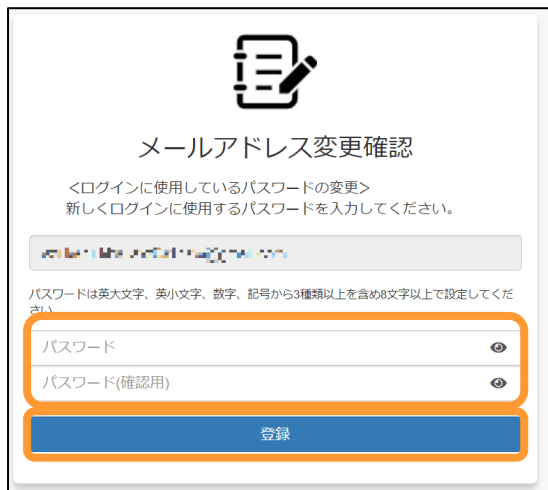 メールアドレス変更確認
<ログインに使用しているパスワードの変更>
新しくログインに使用するパスワードを入力してください。
パスワードは英大文字、英小文字、数字、記号から3種類以上を含め8文字以上で設定してくだ
さい
パスワード
パスワード(確認用)
登録